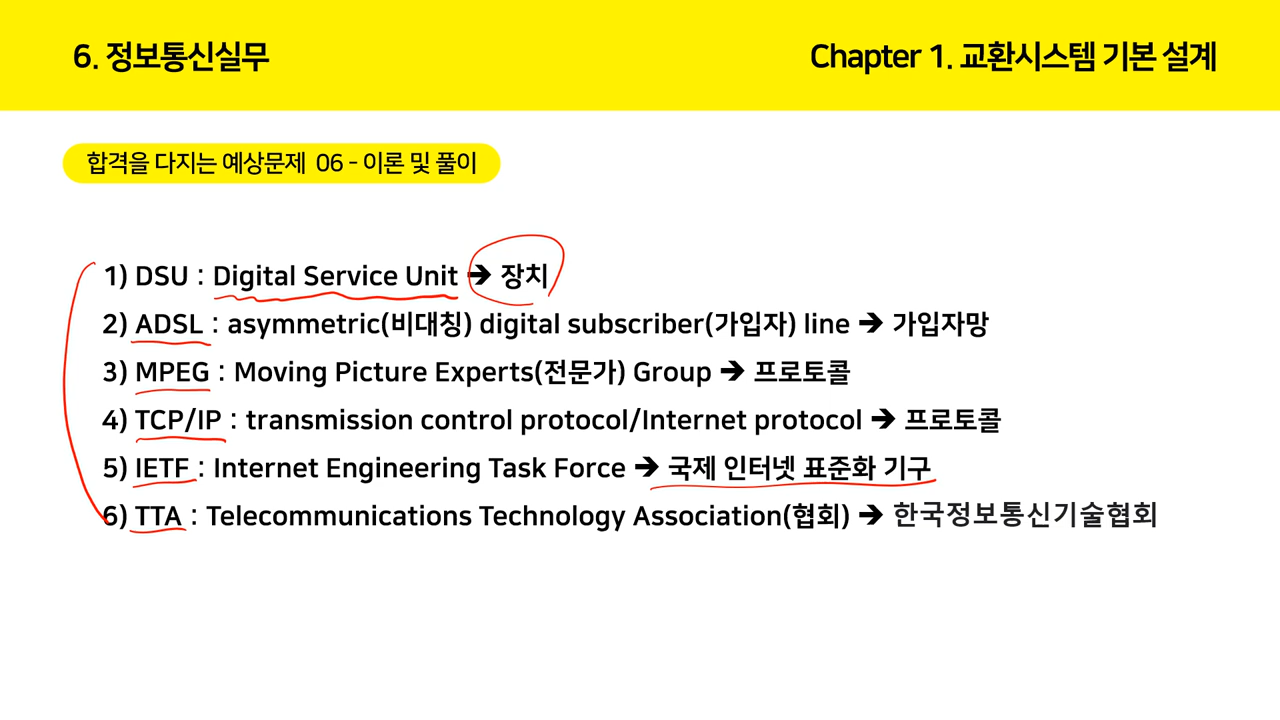 6. 정보통신실무
Chapter 1. 교환시스템 기본 설계
합격을 다지는 예상문제 06 - 이론 및 풀이
1) DSU : Digital Service Unit ➔ 장치
2) ADSL : asymmetric(비대칭) digital subscriber(가입자) line ➔ 가입자망
3) MPEG : Moving Picture Experts(전문가) Group ➔ 프로토콜
4) TCP/IP : transmission control protocol/Internet protocol ➔ 프로토콜
5) IETF : Internet Engineering Task Force ➔ 국제 인터넷 표준화 기구
6) TTA : Telecommunications Technology Association(협회) ➔ 한국정보통신기술협회